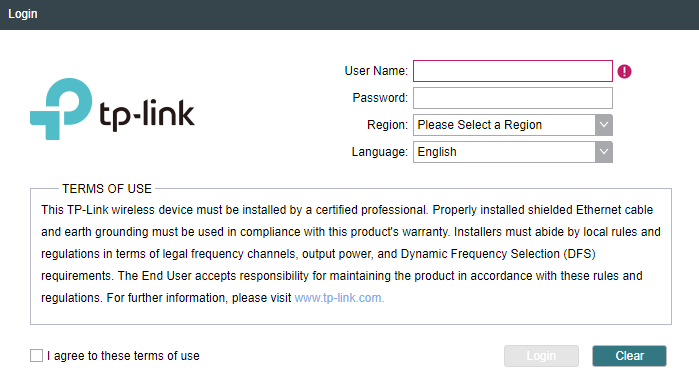 Login
tp-link
User Name:
Password:
Region: Please Select a Region
Language: English
TERMS OF USE
This TP-Link wireless device must be installed by a certified professional. Properly installed shielded Ethernet cable
and earth grounding must be used in compliance with this product's warranty. Installers must abide by local rules and
regulations in terms of legal frequency channels, output power, and Dynamic Frequency Selection (DFS)
requirements. The End User accepts responsibility for maintaining the product in accordance with these rules and
regulations. For further information, please visit www.tp-link.com.
I agree to these terms of use
Login Clear